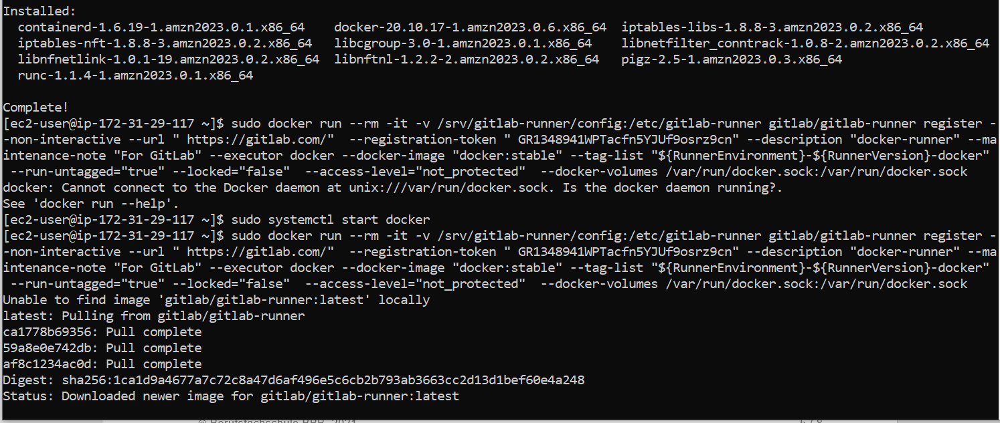 Installed:
  containerd-1.6.19-1.amzn2023.0.1.x86_64    docker-20.10.17-1.amzn2023.0.6.x86_64  iptables-libs-1.8.8-3.amzn2023.0.2.x86_64
  iptables-nft-1.8.8-3.amzn2023.0.2.x86_64   libcgroup-3.0-1.amzn2023.0.1.x86_64    libnetfilter_conntrack-1.0.8-2.amzn2023.0.2.x86_64
  libnfnetlink-1.0.1-19.amzn2023.0.2.x86_64  libnftnl-1.2.2-2.amzn2023.0.2.x86_64   pigz-2.5-1.amzn2023.0.3.x86_64
  runc-1.1.4-1.amzn2023.0.1.x86_64

Complete!
[ec2-user@ip-172-31-29-117 ~]$ sudo docker run --rm -it -v /srv/gitlab-runner/config:/etc/gitlab-runner gitlab/gitlab-runner register -
-non-interactive --url " https://gitlab.com/"  --registration-token " GR1348941WPTacfn5YJUf9osrz9cn" --description "docker-runner" --ma
intenance-note "For GitLab" --executor docker --docker-image "docker:stable" --tag-list "${RunnerEnvironment}-${RunnerVersion}-docker"
 --run-untagged="true" --locked="false"  --access-level="not_protected"  --docker-volumes /var/run/docker.sock:/var/run/docker.sock
docker: Cannot connect to the Docker daemon at unix:///var/run/docker.sock. Is the docker daemon running?.
See 'docker run --help'.
[ec2-user@ip-172-31-29-117 ~]$ sudo systemctl start docker
[ec2-user@ip-172-31-29-117 ~]$ sudo docker run --rm -it -v /srv/gitlab-runner/config:/etc/gitlab-runner gitlab/gitlab-runner register -
-non-interactive --url " https://gitlab.com/"  --registration-token " GR1348941WPTacfn5YJUf9osrz9cn" --description "docker-runner" --ma
intenance-note "For GitLab" --executor docker --docker-image "docker:stable" --tag-list "${RunnerEnvironment}-${RunnerVersion}-docker"
 --run-untagged="true" --locked="false"  --access-level="not_protected"  --docker-volumes /var/run/docker.sock:/var/run/docker.sock
Unable to find image 'gitlab/gitlab-runner:latest' locally
latest: Pulling from gitlab/gitlab-runner
ca1778b69356: Pull complete
59a8e0e742db: Pull complete
af8c1234ac0d: Pull complete
Digest: sha256:1ca1d9a4677a7c72c8a47d6af496e5c6cb2b793ab3663cc2d13d1bef60e4a248
Status: Downloaded newer image for gitlab/gitlab-runner:latest